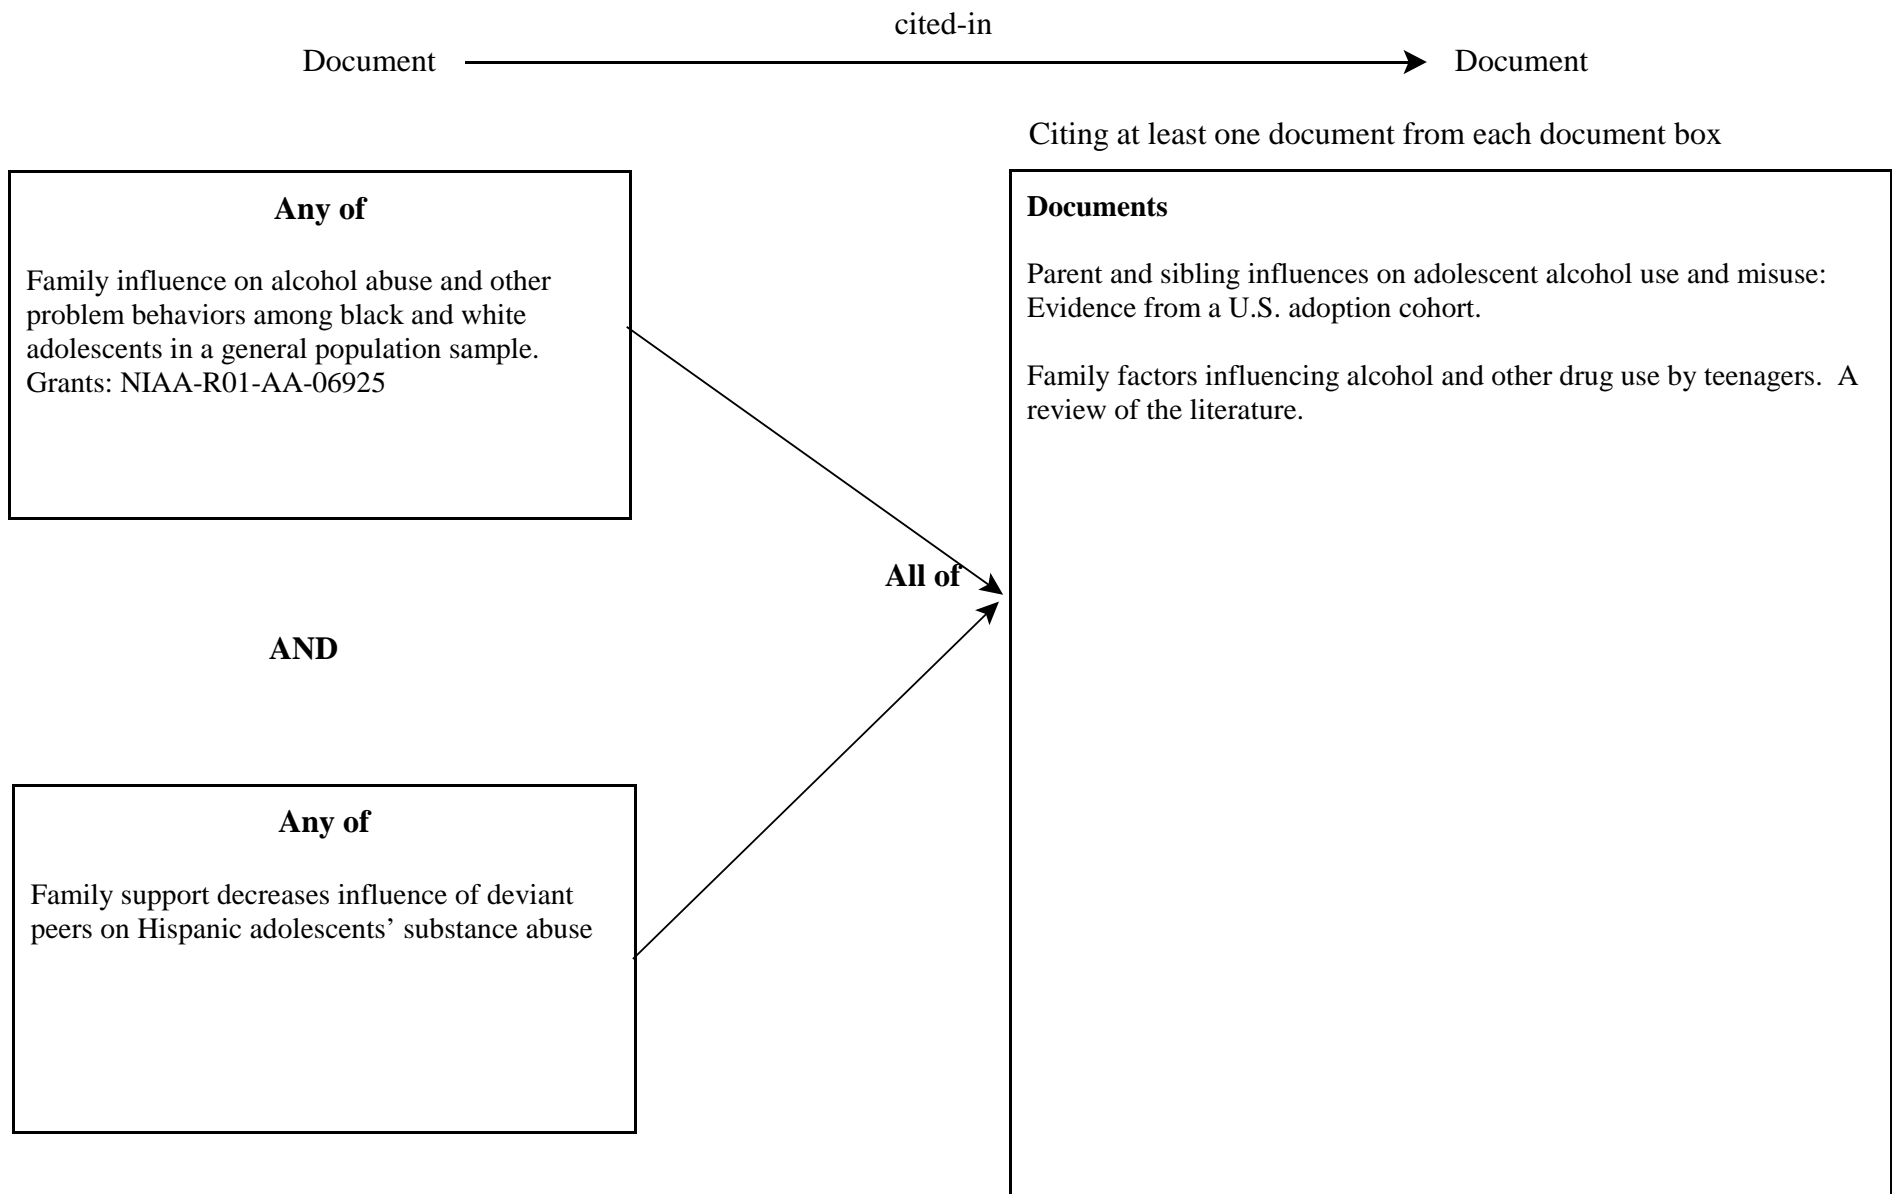 cited-in
Document
Document
Citing at least one document from each document box
Any of
Family influence on alcohol abuse and other
problem behaviors among black and white
adolescents in a general population sample.
Grants: NIAA-R01-AA-06925
AND
Any of
Family support decreases influence of deviant
peers on Hispanic adolescents’ substance abuse
All of
Documents
Parent and sibling influences on adolescent alcohol use and misuse:
Evidence from a U.S. adoption cohort.
Family factors influencing alcohol and other drug use by teenagers.  A
review of the literature.